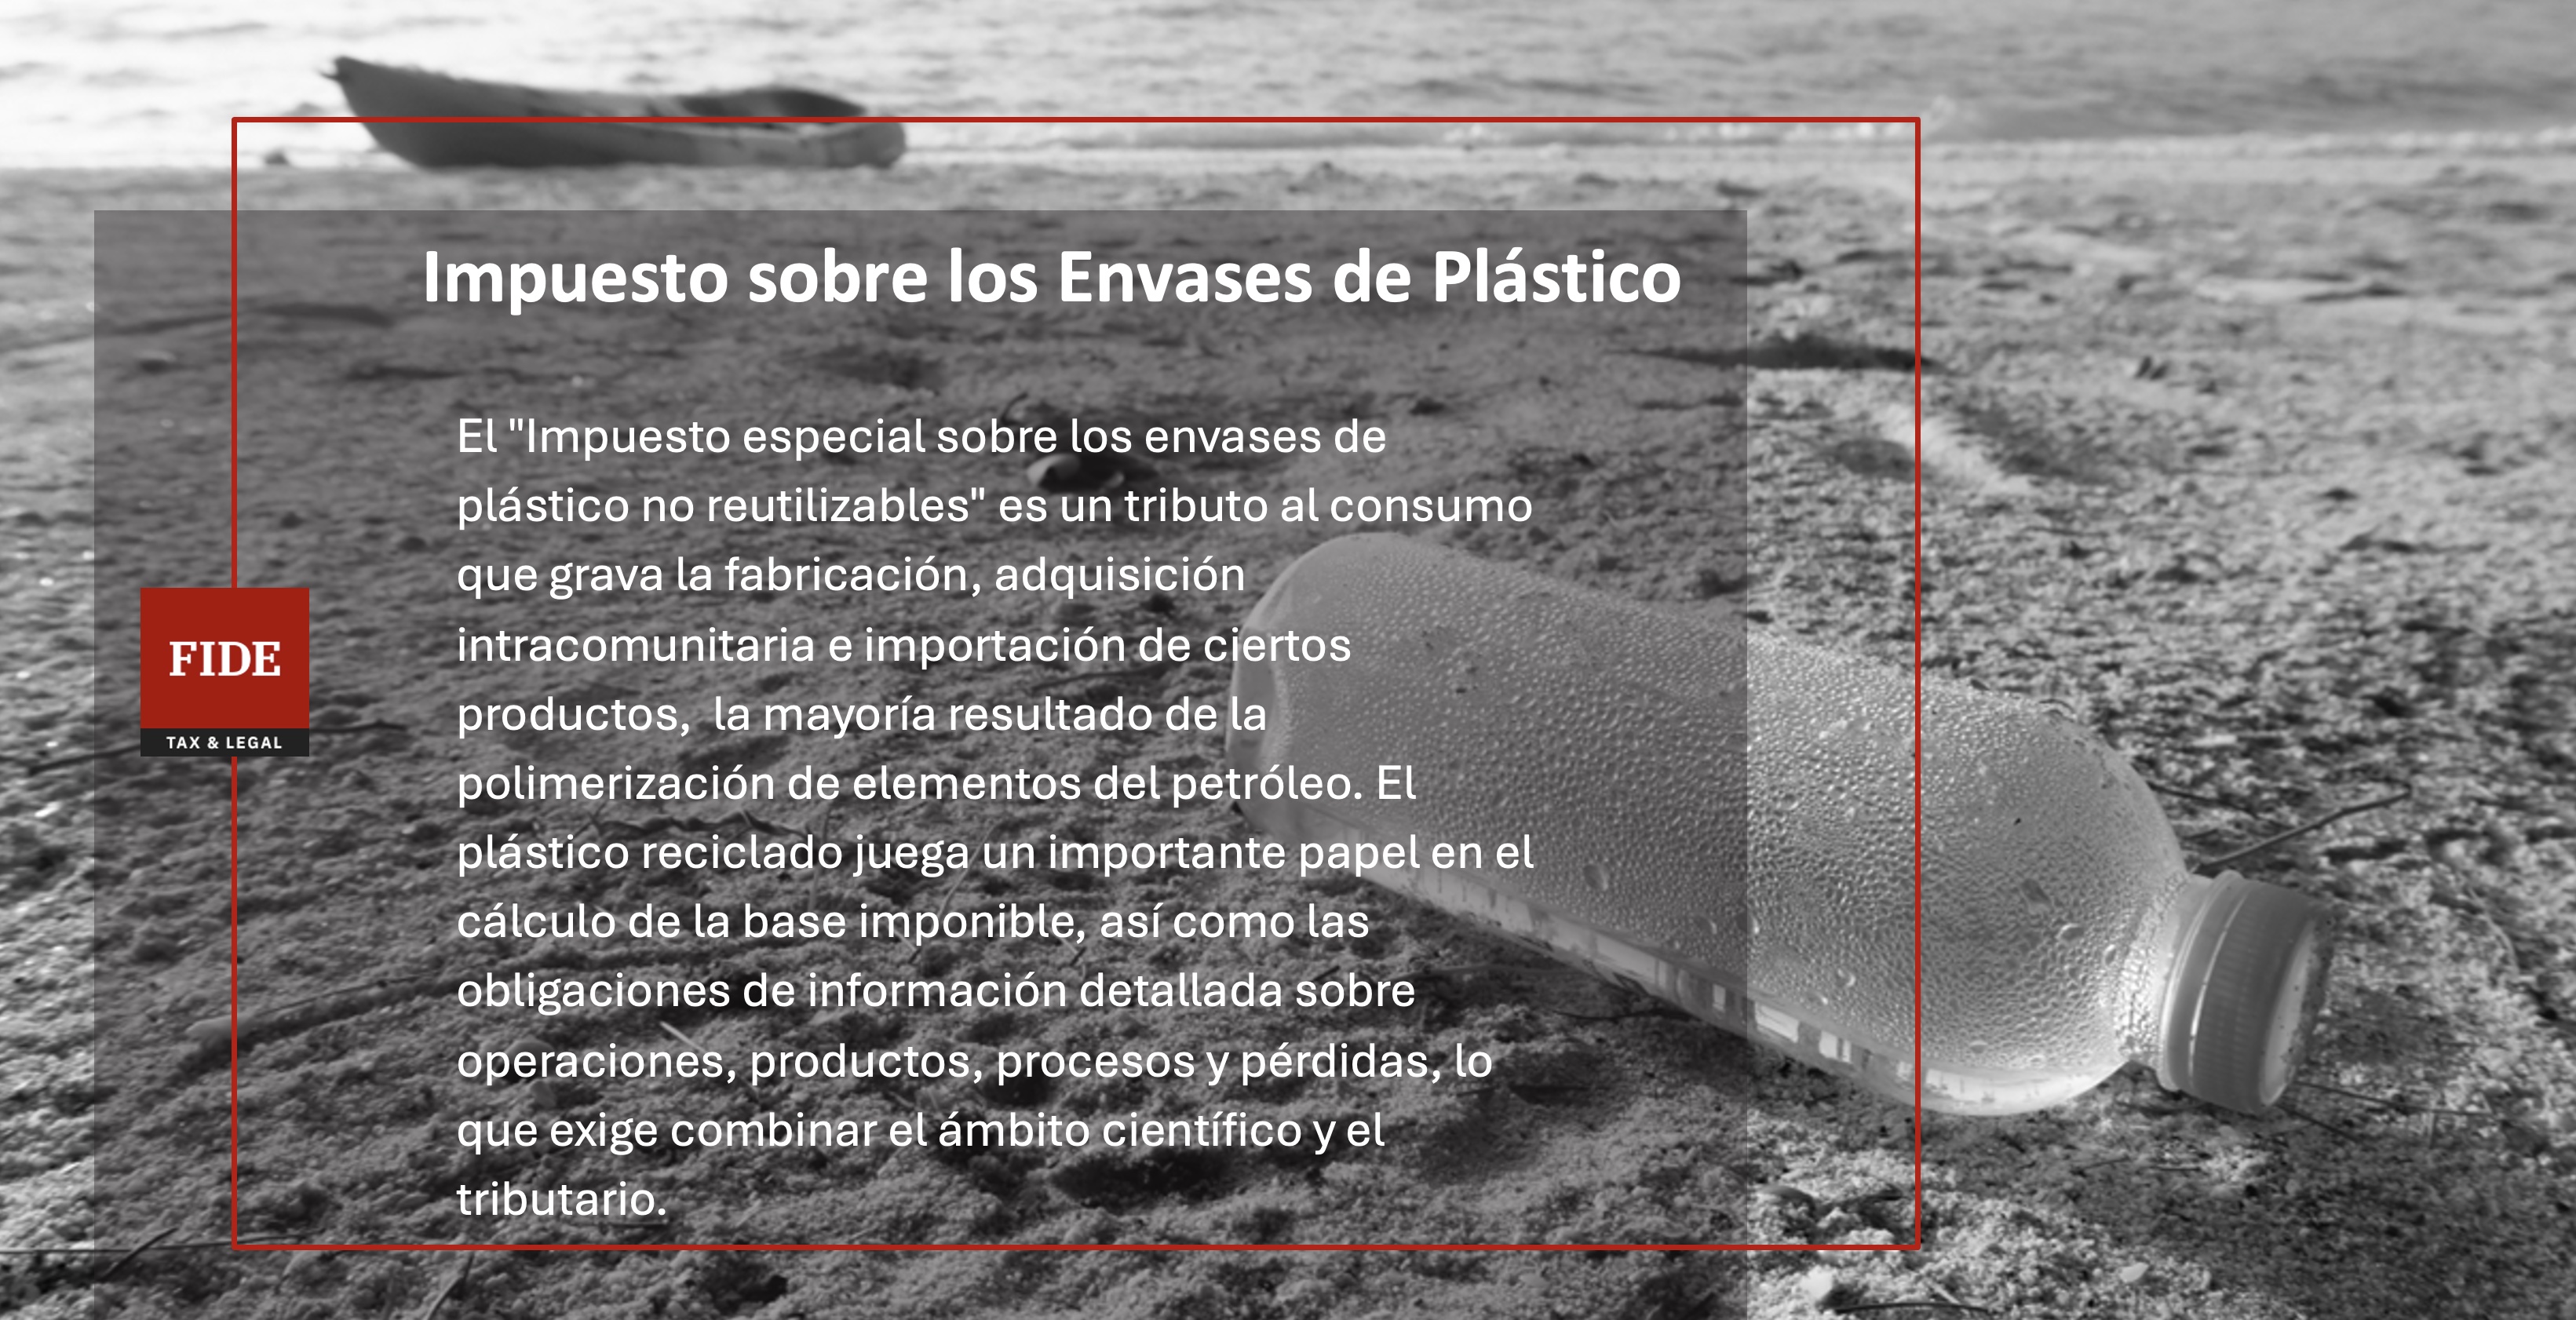 Impuesto sobre los Envases de Plástico
El "Impuesto especial sobre los envases de
plástico no reutilizables" es un tributo al consumo
que grava la fabricación, adquisición
intracomunitaria e importación de ciertos
productos,  la mayoría resultado de la
polimerización de elementos del petróleo. El
plástico reciclado juega un importante papel en el
cálculo de la base imponible, así como las
obligaciones de información detallada sobre
operaciones, productos, procesos y pérdidas, lo
que exige combinar el ámbito científico y el
tributario.
FIDE
TAX & LEGAL